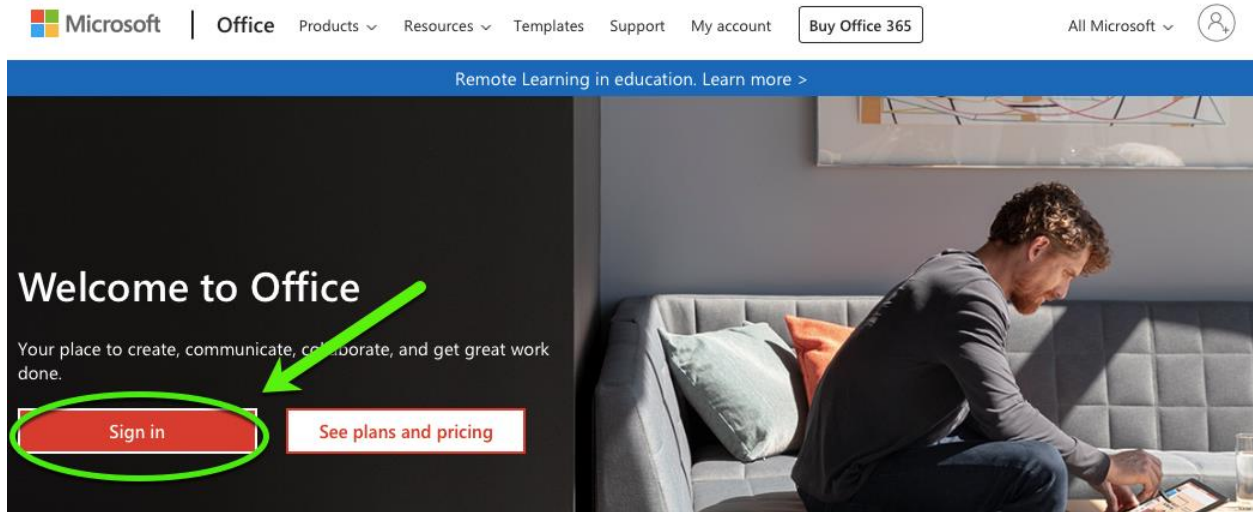 Microsoft Office Products Resources Templates Support My account Buy Office 365 All Microsoft
Remote Learning in education. Learn more >
Welcome to Office
Your place to create, communicate, collaborate, and get great work
done.
Sign in See plans and pricing